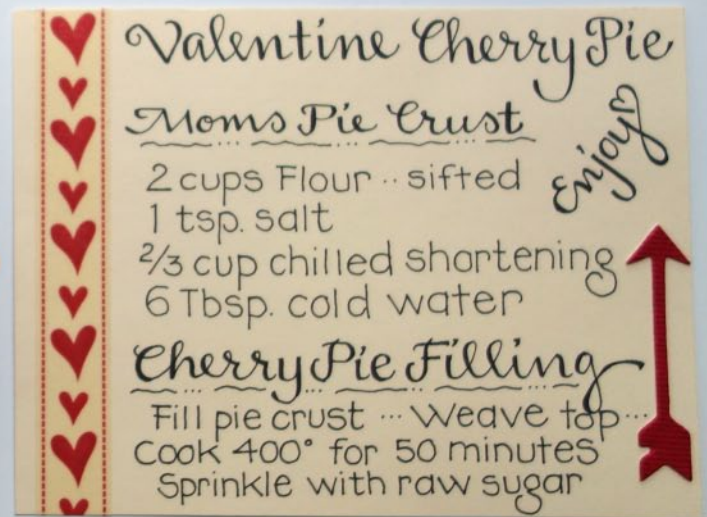 Valentine Cherry Pie
Enjoy
Moms Pie Crust
2 cups Flour .. sifted
1 tsp. salt
2/3 cup chilled shortening
6 Tbsp. cold water
Cherry Pie Filling
Fill pie crust ... Weave top ...
Cook 400° for 50 minutes
Sprinkle with raw sugar